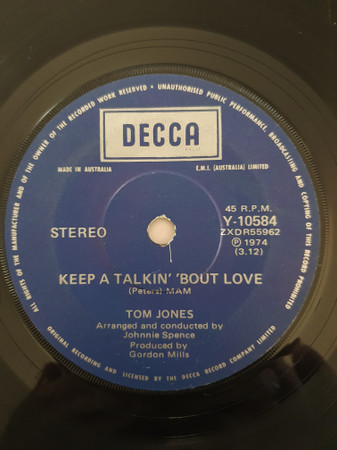 ALL RIGHTS OF THE MANUFACTURER AND OF THE OWNER OF THE RECORDED WORK RESERVED • UNAUTHORISED PUBLIC PERFORMANCE, BROADCASTING AND COPYING OF THIS RECORD PROHIBITED
DECCA
MADE IN AUSTRALIA
E.M.I. (AUSTRALIA) LIMITED
45 R.P.M.
STEREO
Y-10584
ZXDR55962
Ⓟ 1974
(3.12)
KEEP A TALKIN' 'BOUT LOVE
(Peters) MAM
TOM JONES
Arranged and conducted by
Johnnie Spence
Produced by
Gordon Mills
ORIGINAL RECORDING AND LICENSED BY THE DECCA RECORD COMPANY LIMITED